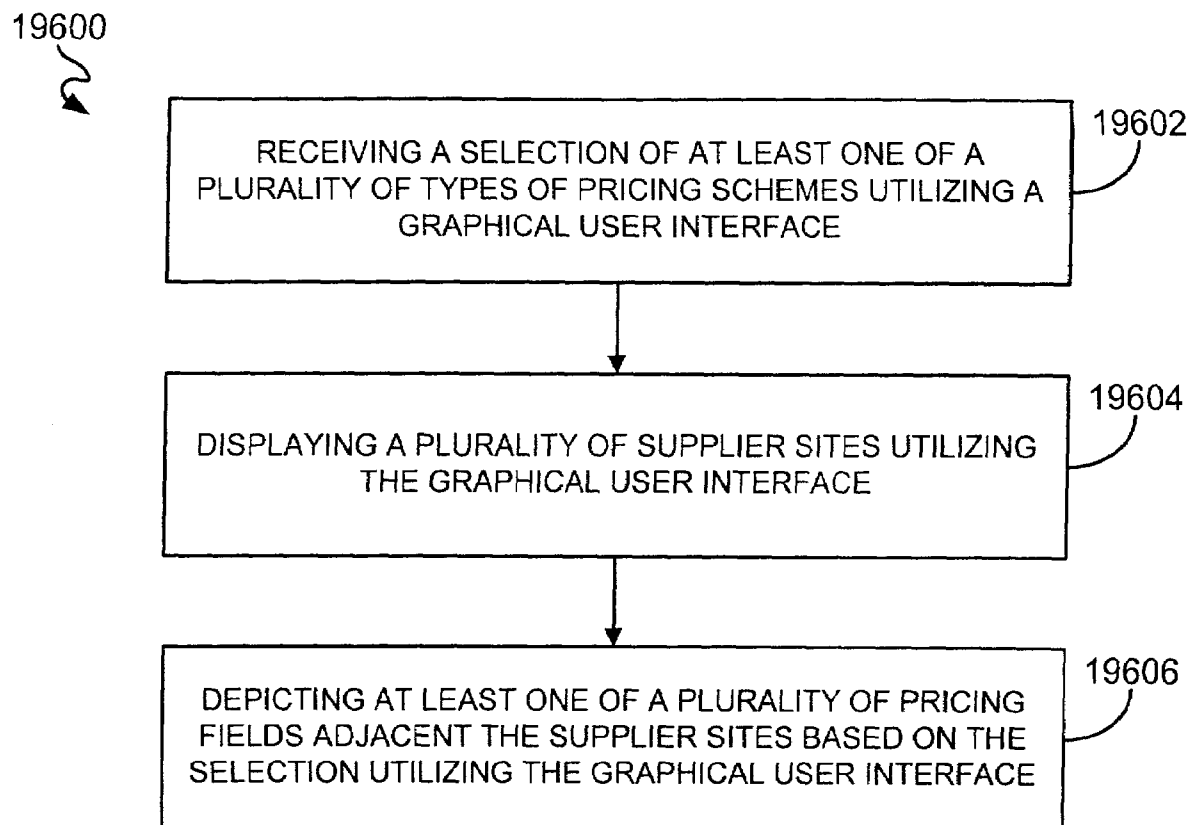 19600
RECEIVING A SELECTION OF AT LEAST ONE OF A
PLURALITY OF TYPES OF PRICING SCHEMES UTILIZING A
GRAPHICAL USER INTERFACE
19602
DISPLAYING A PLURALITY OF SUPPLIER SITES UTILIZING
THE GRAPHICAL USER INTERFACE
19604
DEPICTING AT LEAST ONE OF A PLURALITY OF PRICING
FIELDS ADJACENT THE SUPPLIER SITES BASED ON THE
SELECTION UTILIZING THE GRAPHICAL USER INTERFACE
19606